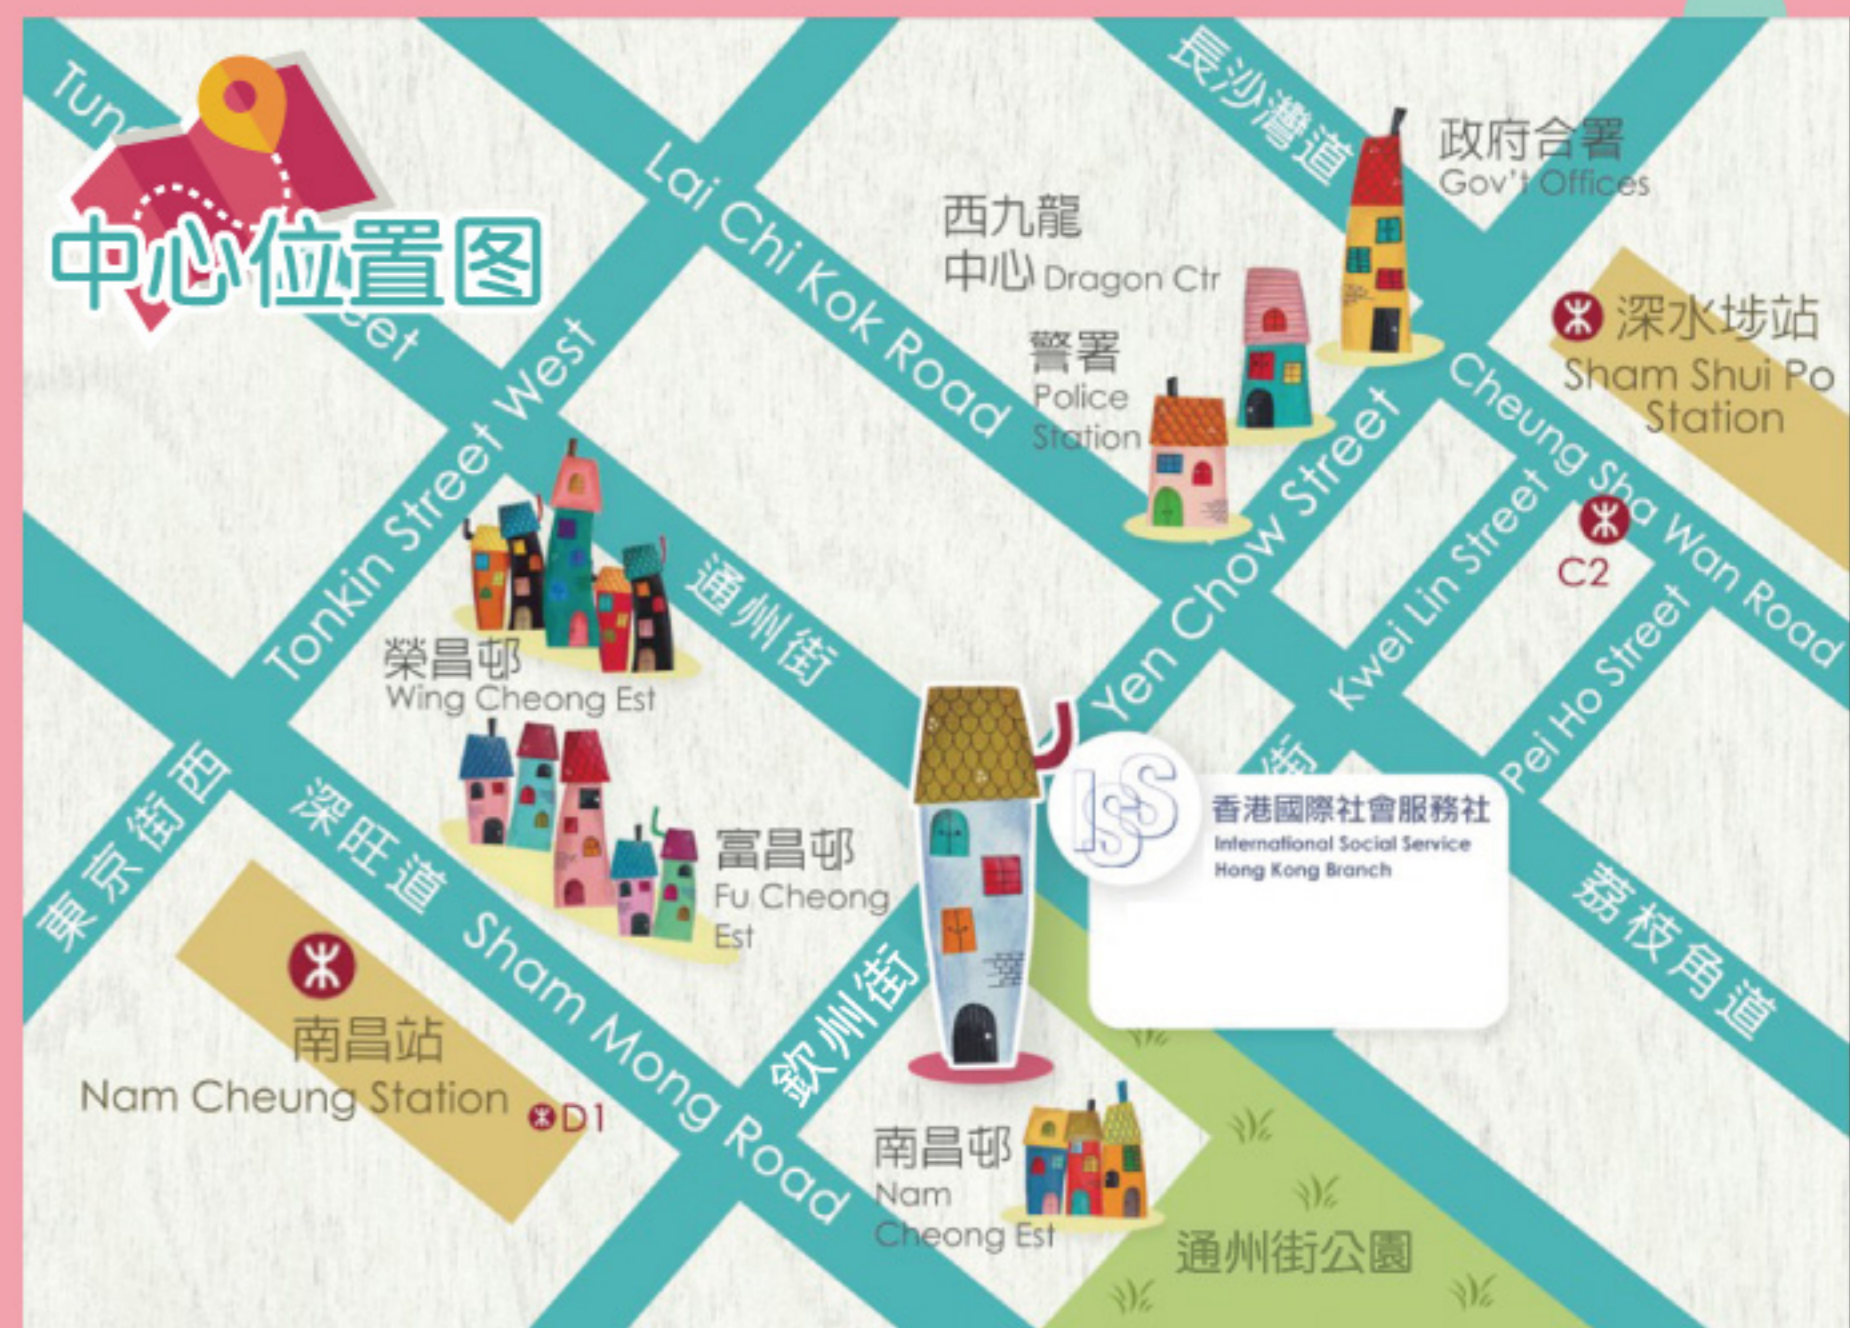 中心位置图
Lai Chi Kok Road
長沙灣道
政府合署
Gov't Offices
西九龍
中心 Dragon Ctr
警署
Police
Station
深水埗站
Sham Shui Po
Station
Tonkin Street West
Cheung Sha Wan Road
C2
Yen Chow Street
Kwei Lin Street
Pei Ho Street
通州街
榮昌邨
Wing Cheong Est
東京街西
深旺道 Sham Mong Road
富昌邨
Fu Cheong
Est
街
ISS
香港國際社會服務社
International Social Service
Hong Kong Branch
荔枝角道
欽州街
南昌站
Nam Cheung Station
D1
南昌邨
Nam
Cheong Est
通州街公園